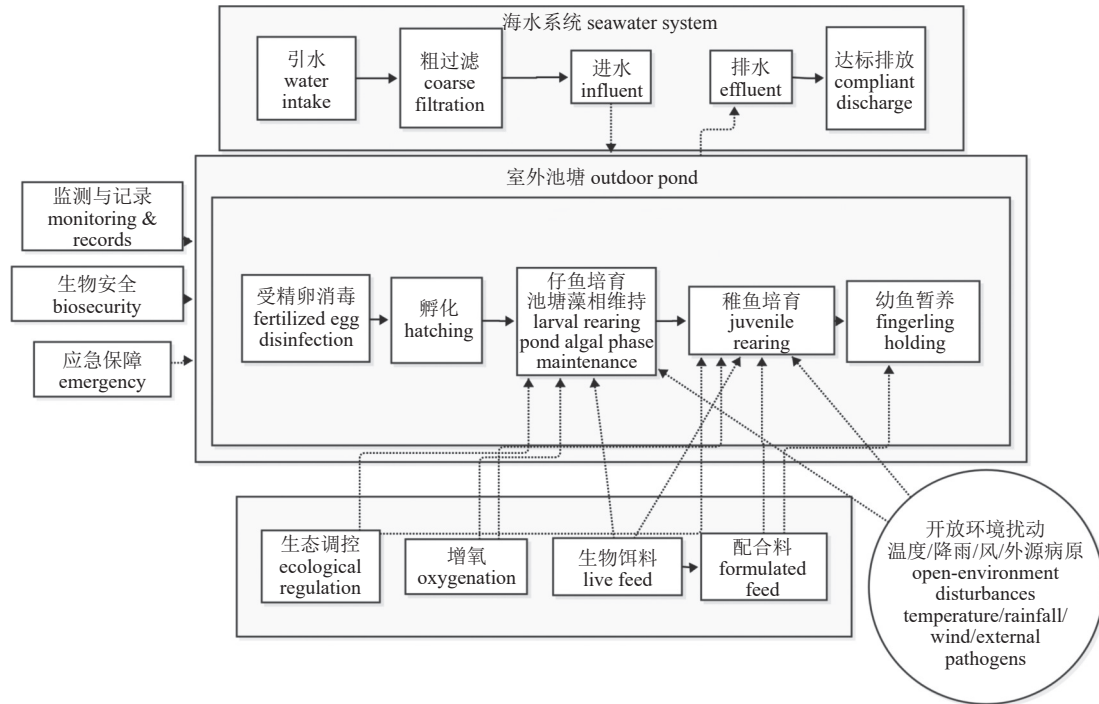 海水系统 seawater system
引水
water
intake
粗过滤
coarse
filtration
进水
influent
排水
effluent
达标排放
compliant
discharge
室外池塘 outdoor pond
监测与记录
monitoring &
records
生物安全
biosecurity
应急保障
emergency
受精卵消毒
fertilized egg
disinfection
孵化
hatching
仔鱼培育
池塘藻相维持
larval rearing
pond algal phase
maintenance
稚鱼培育
juvenile
rearing
幼鱼暂养
fingerling
holding
生态调控
ecological
regulation
增氧
oxygenation
生物饵料
live feed
配合料
formulated
feed
开放环境扰动
温度/降雨/风/外源病原
open-environment
disturbances
temperature/rainfall/
wind/external
pathogens